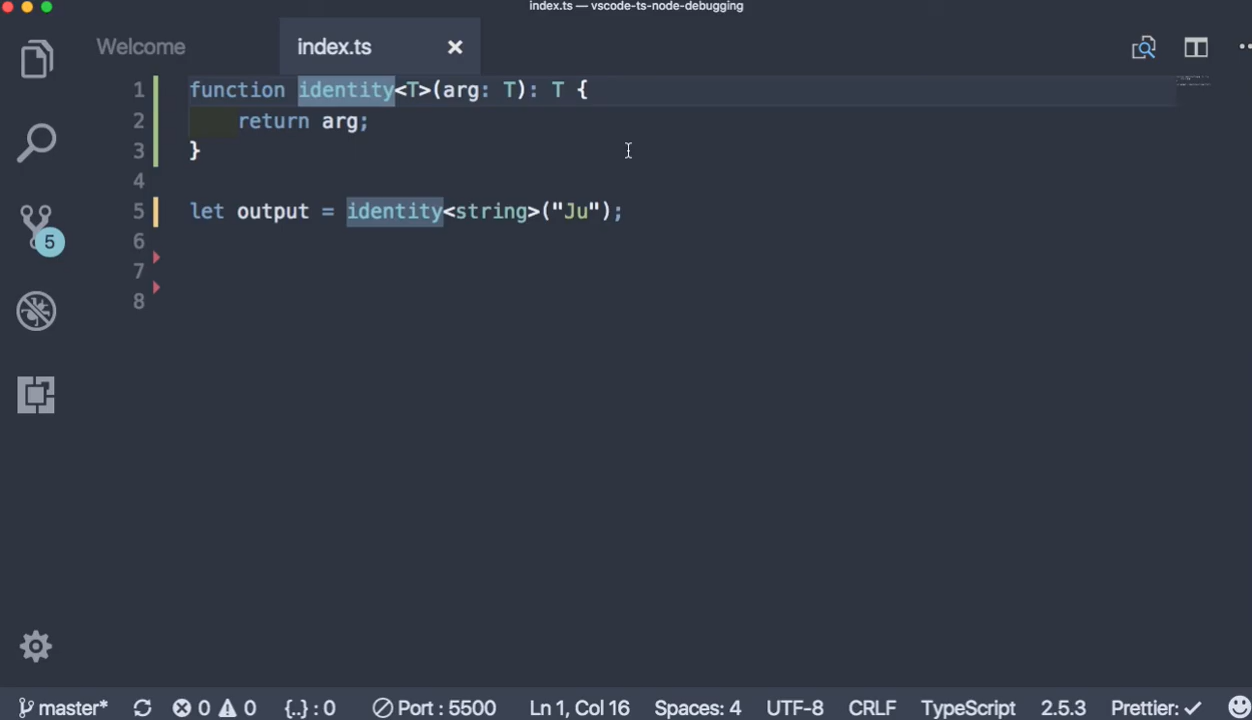 index.ts — vscode-ts-node-debugging
Welcome
index.ts
1 function identity<T>(arg: T): T {
2 return arg;
3 }
4
5 let output = identity<string>("Ju");
6
7
8
5
master* 0 0 {..} : 0 Port : 5500 Ln 1, Col 16 Spaces: 4 UTF-8 CRLF TypeScript 2.5.3 Prettier: ✓